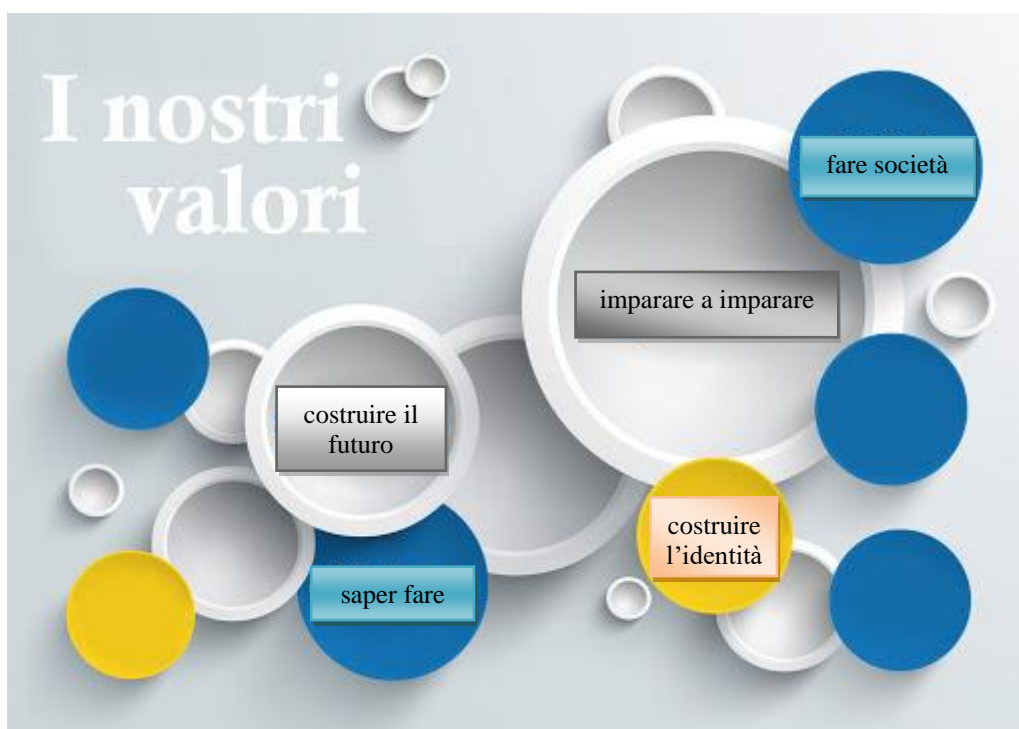 I nostri
valori
fare società
imparare a imparare
costruire il
futuro
costruire
l’identità
saper fare